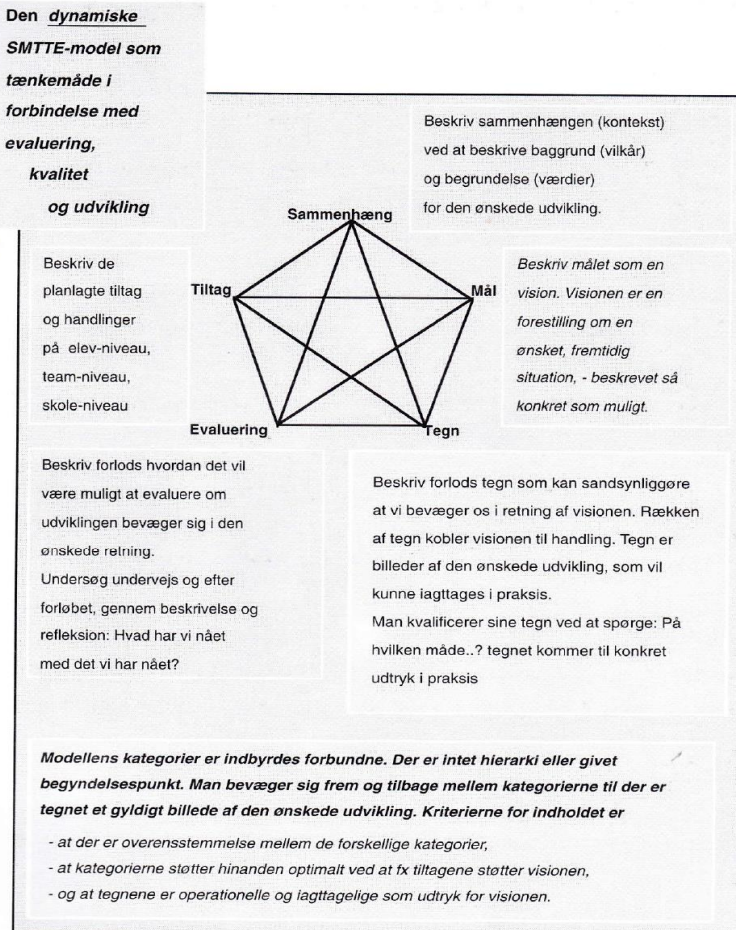 Den dynamiske
SMTTE-model som
tænkemåde i
forbindelse med
evaluering,
kvalitet
og udvikling
Beskriv sammenhængen (kontekst)
ved at beskrive baggrund (vilkår)
og begrundelse (værdier)
for den ønskede udvikling.
Sammenhæng
Beskriv de
planlagte tiltag
og handlinger
på elev-niveau,
team-niveau,
skole-niveau
Tiltag
Mål
Beskriv målet som en
vision. Visionen er en
forestilling om en
ønsket, fremtidig
situation, - beskrevet så
konkret som muligt.
Evaluering
Tegn
Beskriv forlods hvordan det vil
være muligt at evaluere om
udviklingen bevæger sig i den
ønskede retning.
Undersøg undervejs og efter
forløbet, gennem beskrivelse og
refleksion: Hvad har vi nået
med det vi har nået?
Beskriv forlods tegn som kan sandsynliggøre
at vi bevæger os i retning af visionen. Rækken
af tegn kobler visionen til handling. Tegn er
billeder af den ønskede udvikling, som vil
kunne iagttages i praksis.
Man kvalificerer sine tegn ved at spørge: På
hvilken måde..? tegnet kommer til konkret
udtryk i praksis
Modellens kategorier er indbyrdes forbundne. Der er intet hierarki eller givet
begyndelsespunkt. Man bevæger sig frem og tilbage mellem kategorierne til der er
tegnet et gyldigt billede af den ønskede udvikling. Kriterierne for indholdet er
- at der er overensstemmelse mellem de forskellige kategorier,
- at kategorierne støtter hinanden optimalt ved at fx tiltagene støtter visionen,
- og at tegnene er operationelle og iagttagelige som udtryk for visionen.